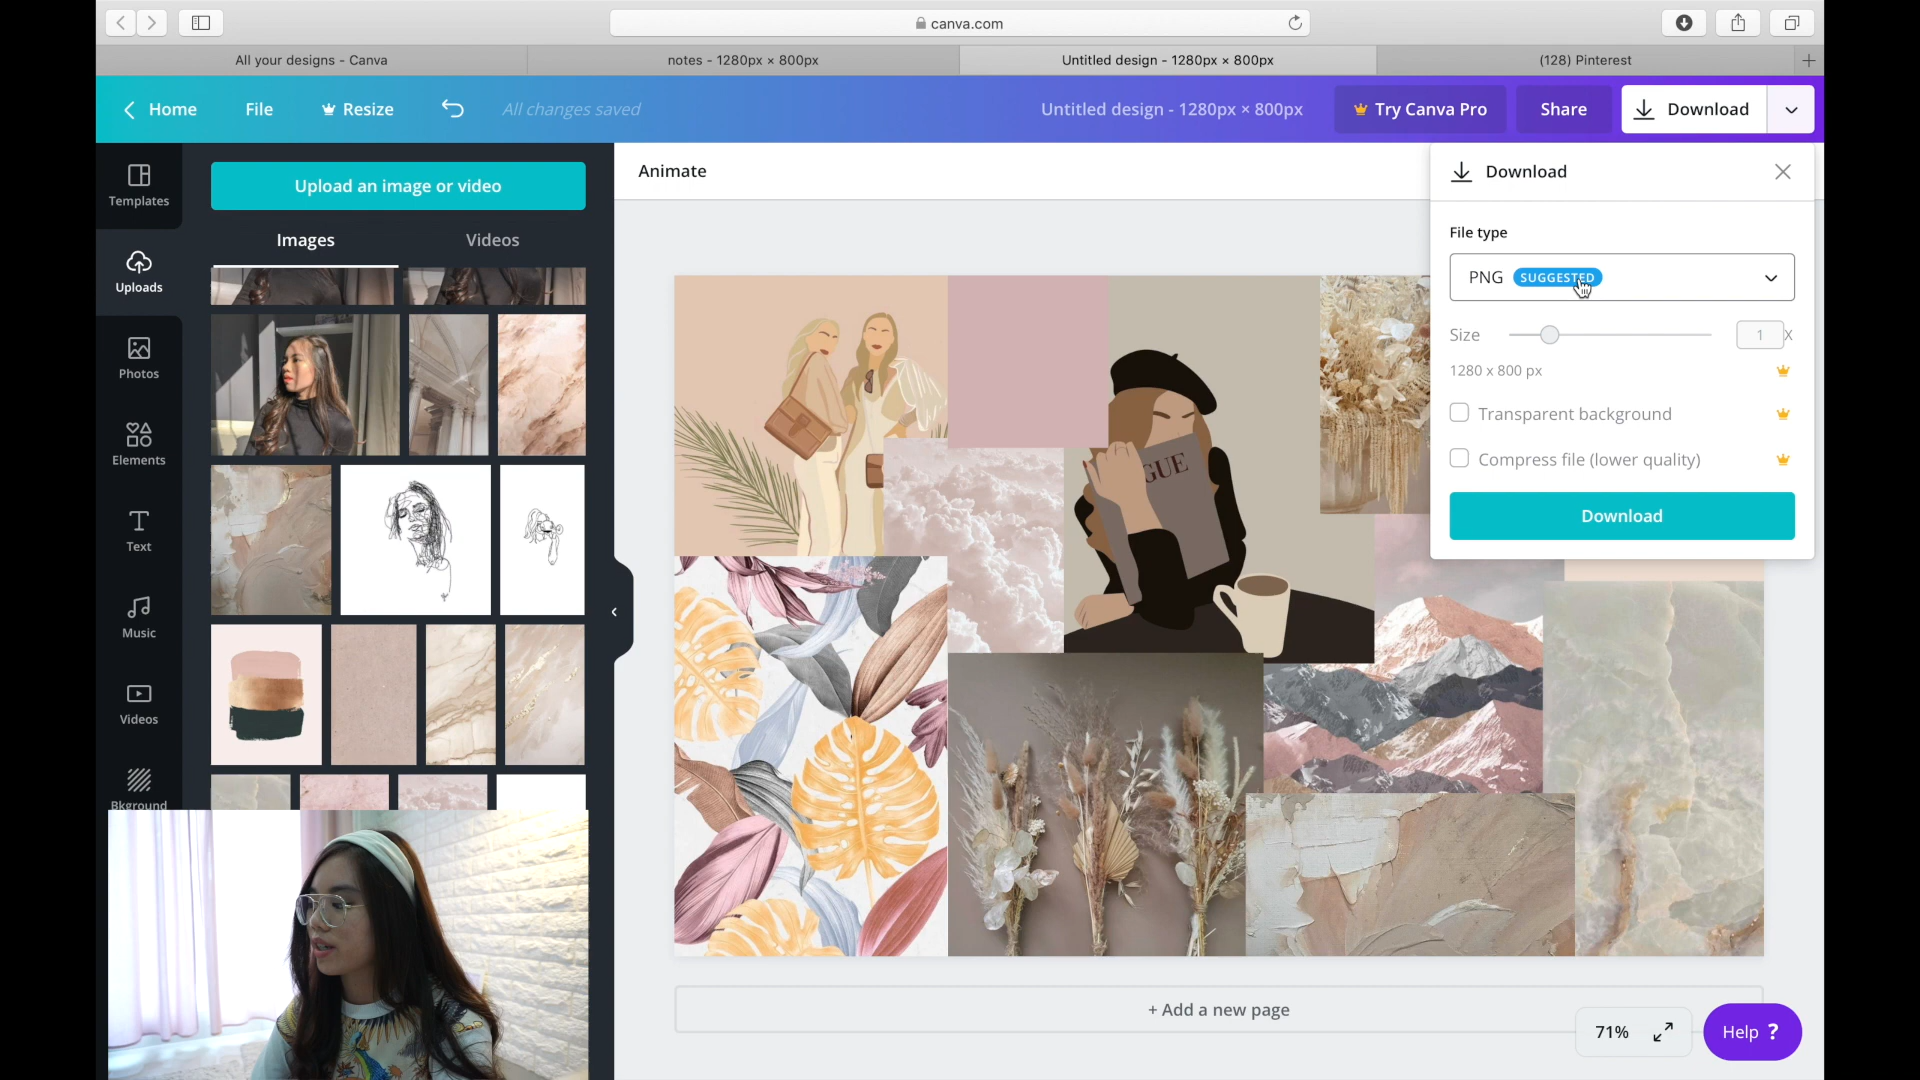 canva.com
All your designs - Canva
notes - 1280px × 800px
Untitled design - 1280px × 800px
(128) Pinterest
Home
File
Resize
All changes saved
Untitled design - 1280px × 800px
Try Canva Pro
Share
Download
Templates
Uploads
Photos
Elements
Text
Music
Videos
Bkground
Upload an image or video
Images
Videos
Animate
Download
File type
PNG SUGGESTED
Size
1 X
1280 x 800 px
Transparent background
Compress file (lower quality)
Download
GUE
+ Add a new page
71%
Help ?